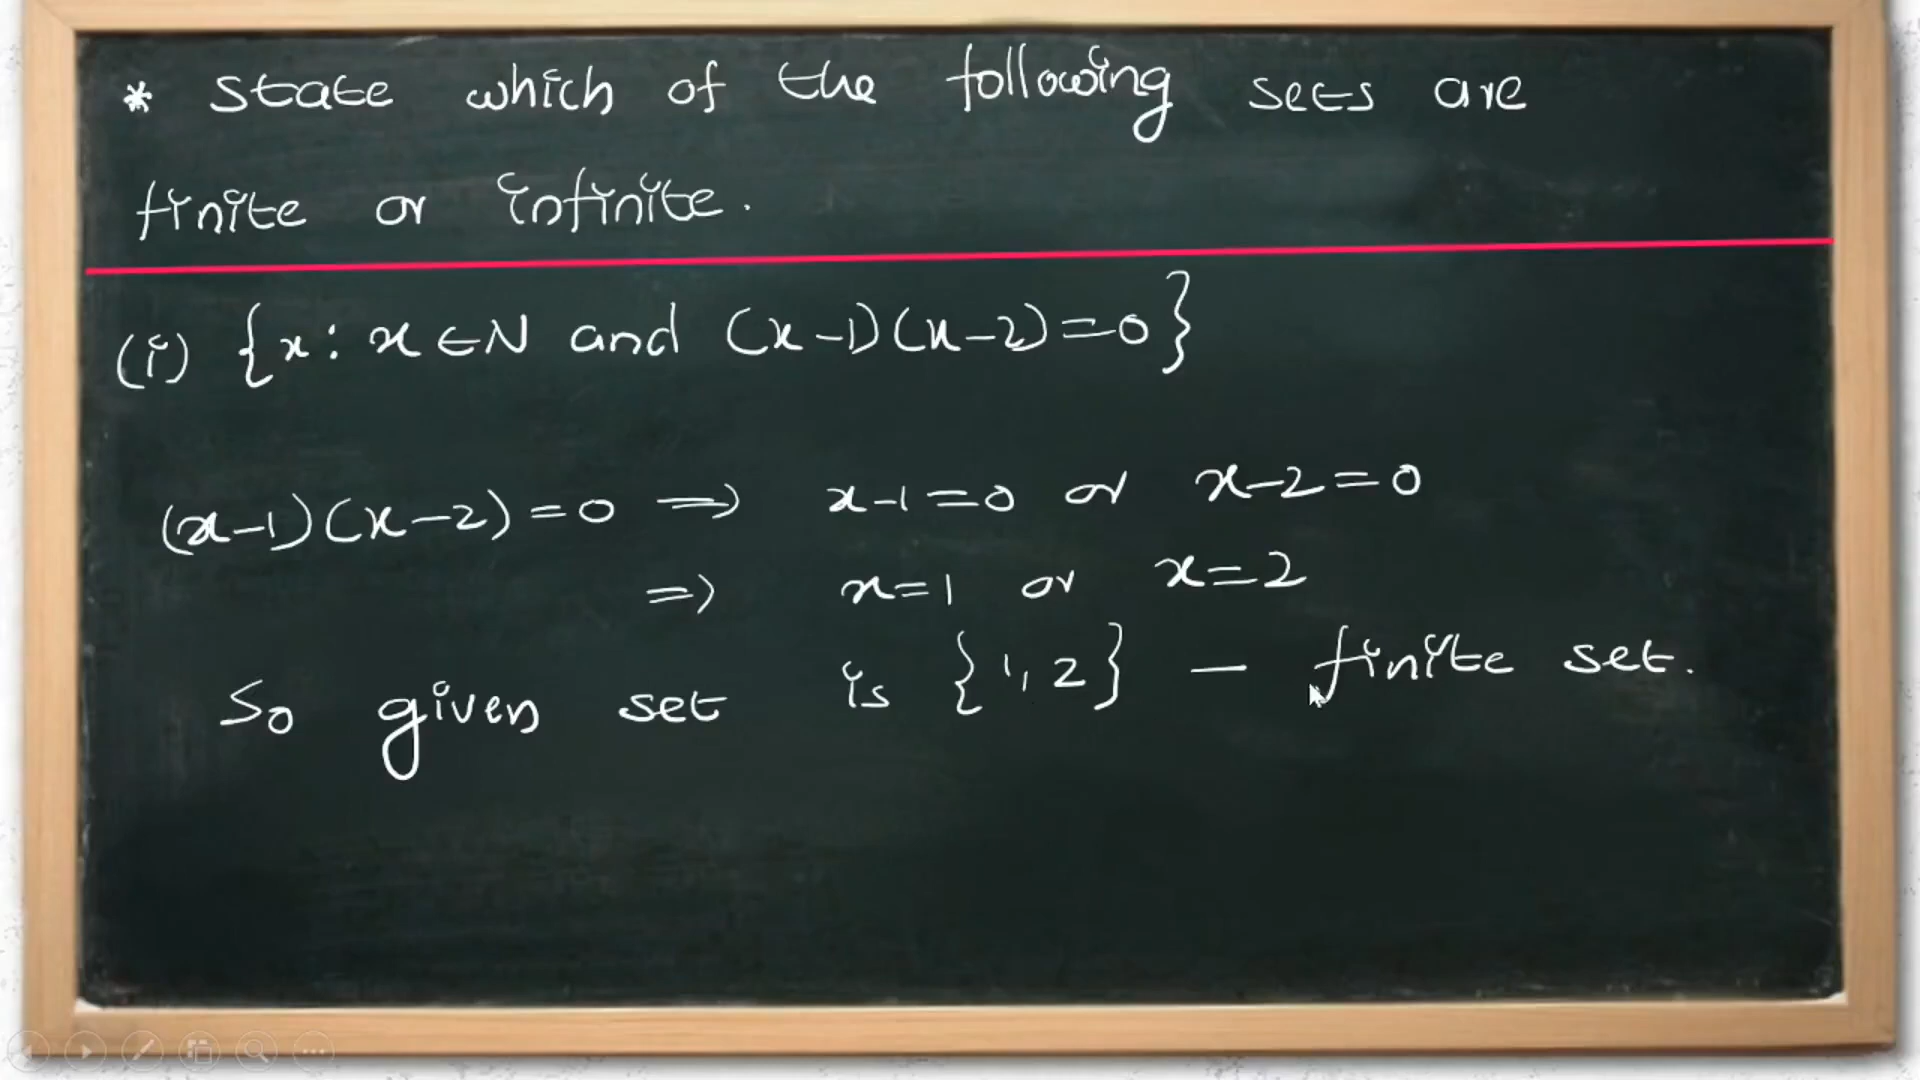 * State which of the following sets are
finite or infinite.
(i) {x : x ∈ N and (x-1)(x-2)=0}
(x-1)(x-2)=0 => x-1=0 or x-2=0
=> x=1 or x=2
So given set is {1, 2} - finite set.